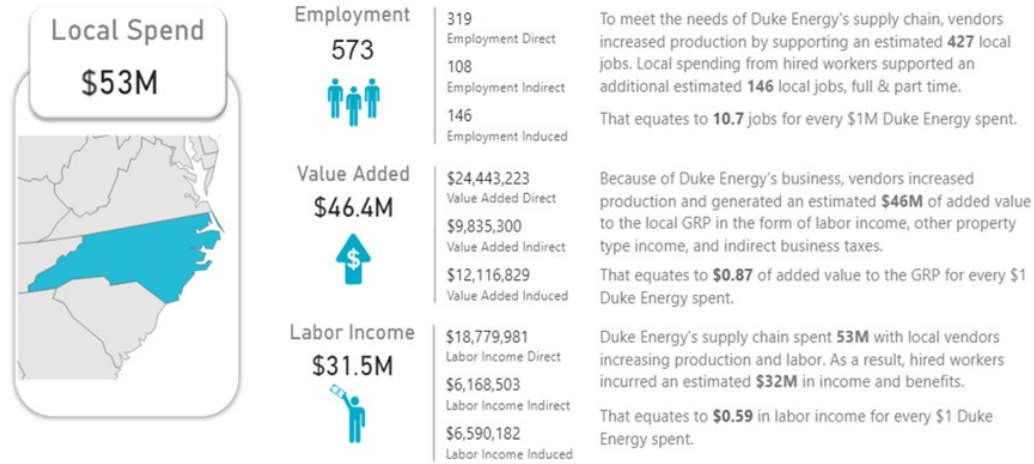 Local Spend
$53M
Employment
573
319
Employment Direct
108
Employment Indirect
146
Employment Induced
To meet the needs of Duke Energy's supply chain, vendors
increased production by supporting an estimated 427 local
jobs. Local spending from hired workers supported an
additional estimated 146 local jobs, full & part time.
That equates to 10.7 jobs for every $1M Duke Energy spent.
Value Added
$46.4M
$
$24,443,223
Value Added Direct
$9,835,300
Value Added Indirect
$12,116,829
Value Added Induced
Because of Duke Energy's business, vendors increased
production and generated an estimated $46M of added value
to the local GRP in the form of labor income, other property
type income, and indirect business taxes.
That equates to $0.87 of added value to the GRP for every $1
Duke Energy spent.
Labor Income
$31.5M
$18,779,981
Labor Income Direct
$6,168,503
Labor Income Indirect
$6,590,182
Labor Income Induced
Duke Energy's supply chain spent 53M with local vendors
increasing production and labor. As a result, hired workers
incurred an estimated $32M in income and benefits.
That equates to $0.59 in labor income for every $1 Duke
Energy spent.